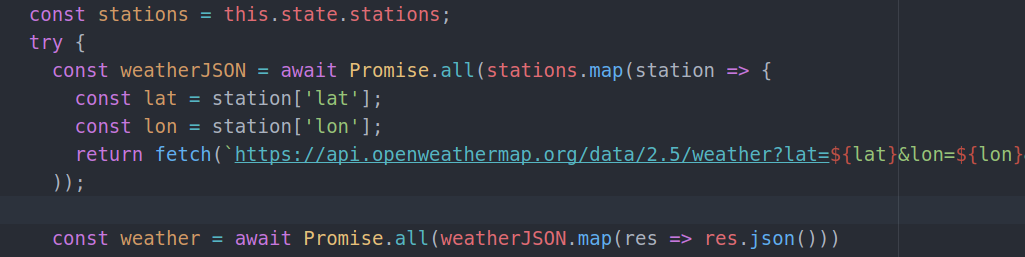 const stations = this.state.stations;
try {
const weatherJSON = await Promise.all(stations.map(station => {
const lat = station['lat'];
const lon = station['lon'];
return fetch(`https://api.openweathermap.org/data/2.5/weather?lat=${lat}&lon=${lon}
));
const weather = await Promise.all(weatherJSON.map(res => res.json()))